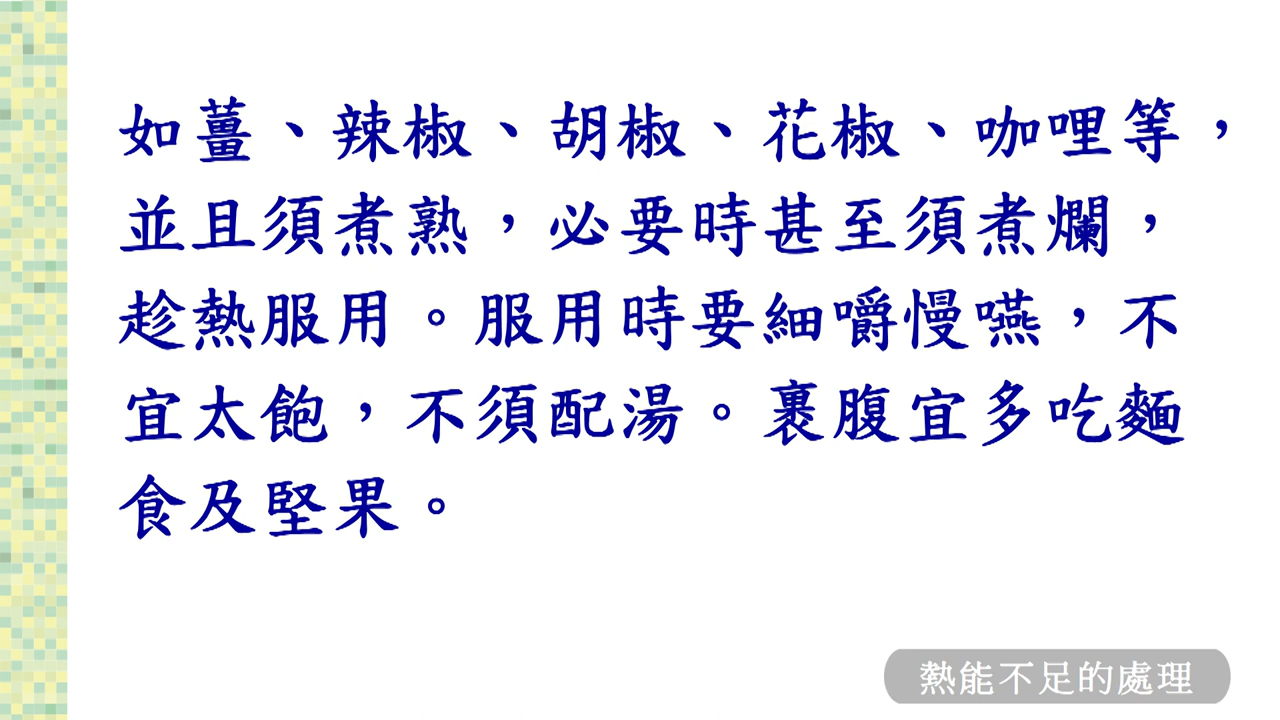 如薑、辣椒、胡椒、花椒、咖哩等，
並且須煮熟，必要時甚至須煮爛，
趁熱服用。服用時要細嚼慢嚥，不
宜太飽，不須配湯。裹腹宜多吃麵
食及堅果。
熱能不足的處理